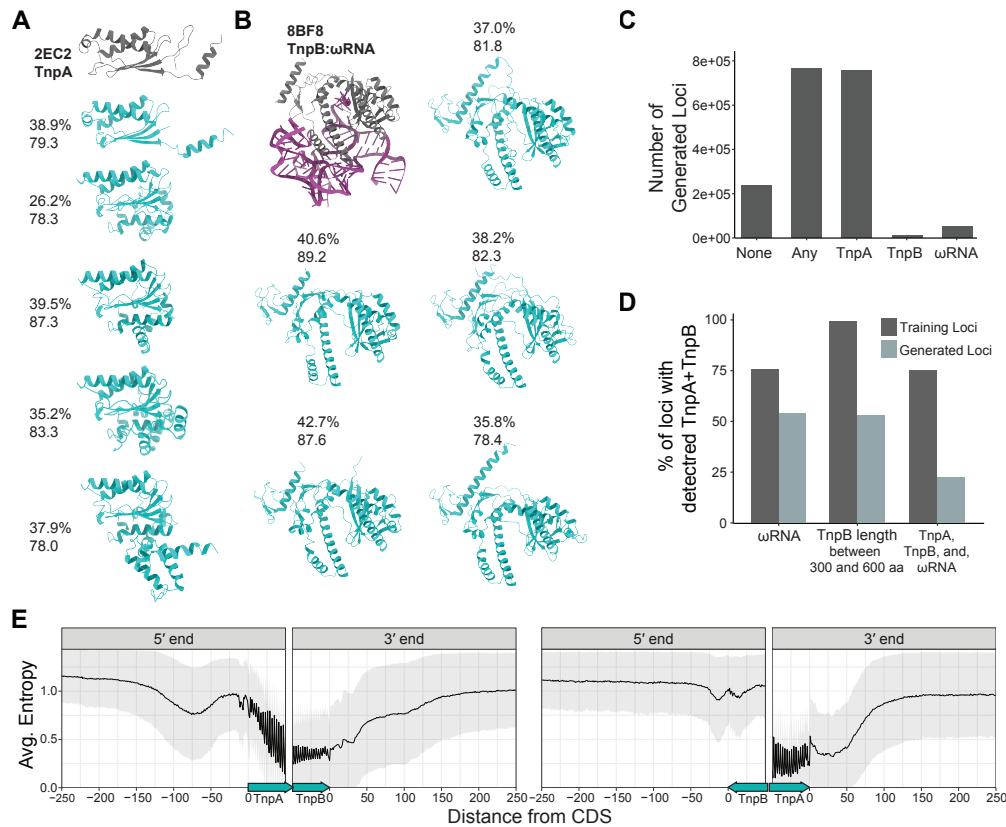 A
2EC2
TnpA
38.9%
79.3
26.2%
78.3
39.5%
87.3
35.2%
83.3
37.9%
78.0
B
8BF8
TnpB:ωRNA
37.0%
81.8
40.6%
89.2
38.2%
82.3
42.7%
87.6
35.8%
78.4
C
Number of
Generated Loci
8e+05
6e+05
4e+05
2e+05
0e+00
None Any TnpA TnpB ωRNA
D
% of loci with
detectred TnpA+TnpB
100
75
50
25
0
Training Loci
Generated Loci
ωRNA
TnpB length
between
300 and 600 aa
TnpA,
TnpB, and,
ωRNA
E
5′ end 3′ end 5′ end 3′ end
Avg. Entropy
1.0
0.5
0.0
TnpA TnpB TnpB TnpA
−250 −200 −150 −100 −50 0 0 50 100 150 200 250 −250 −200 −150 −100 −50 0 0 50 100 150 200 250
Distance from CDS